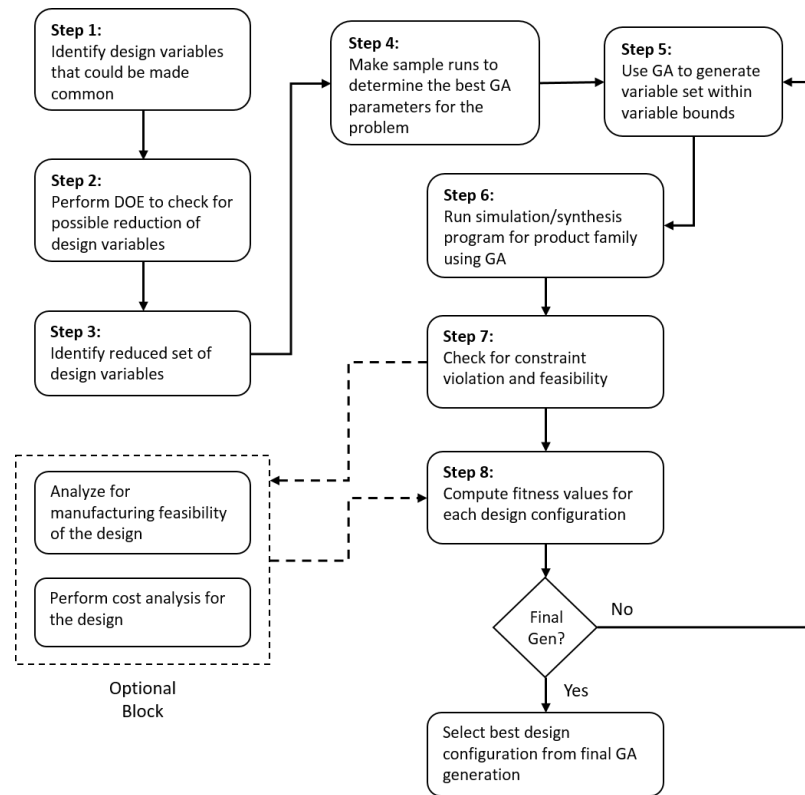 Step 1:
Identify design variables
that could be made
common
Step 2:
Perform DOE to check for
possible reduction of
design variables
Step 3:
Identify reduced set of
design variables
Step 4:
Make sample runs to
determine the best GA
parameters for the
problem
Step 5:
Use GA to generate
variable set within
variable bounds
Step 6:
Run simulation/synthesis
program for product family
using GA
Step 7:
Check for constraint
violation and feasibility
Analyze for
manufacturing feasibility
of the design
Perform cost analysis for
the design
Optional
Block
Step 8:
Compute fitness values for
each design configuration
Final
Gen?
No
Yes
Select best design
configuration from final GA
generation